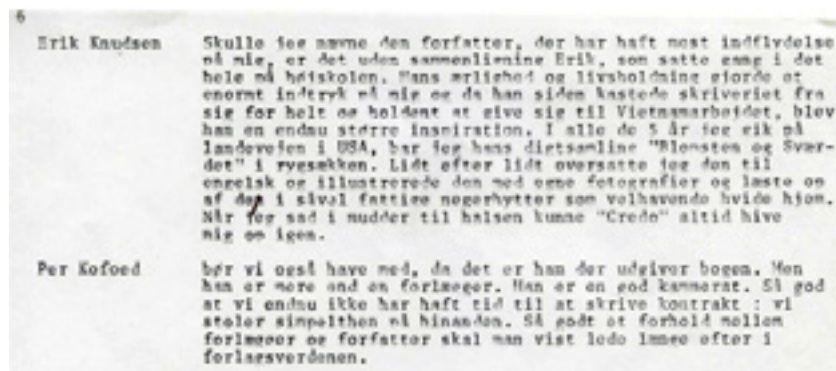 6
Erik Knudsen Skulle jeg nævne den forfatter, der har haft mest indflydelse
på mig, er det uden sammenligning Erik, som satte gang i det
hele på højskolen. Hans ærlighed og livsholdning gjorde et
enormt indtryk på mig og da han siden kastede skriveriet fra
sig for helt og holdent at give sig til Vietnamarbejdet, blev
han en endnu større inspiration. I alle de 5 år jeg gik på
landevejen i USA, bar jeg hans digtsamling "Blomsten og Svær-
det" i rygsækken. Lidt efter lidt oversatte jeg den til
engelsk og illustrerede den med egne fotografier og læste op
af den i såvel fattige negerhytter som velhavende hvide hjem.
Når jeg sad i mudder til halsen kunne "Credo" altid hive
mig op igen.
Per Kofoed bør vi også have med, da det er han der udgiver bogen. Men
han er mere end en forlægger. Han er en god kammerat. Så god
at vi endnu ikke har haft tid til at skrive kontrakt : vi
stoler simpelthen på hinanden. Så godt et forhold mellem
forlægger og forfatter skal man vist lede længe efter i
forlagsverdenen.